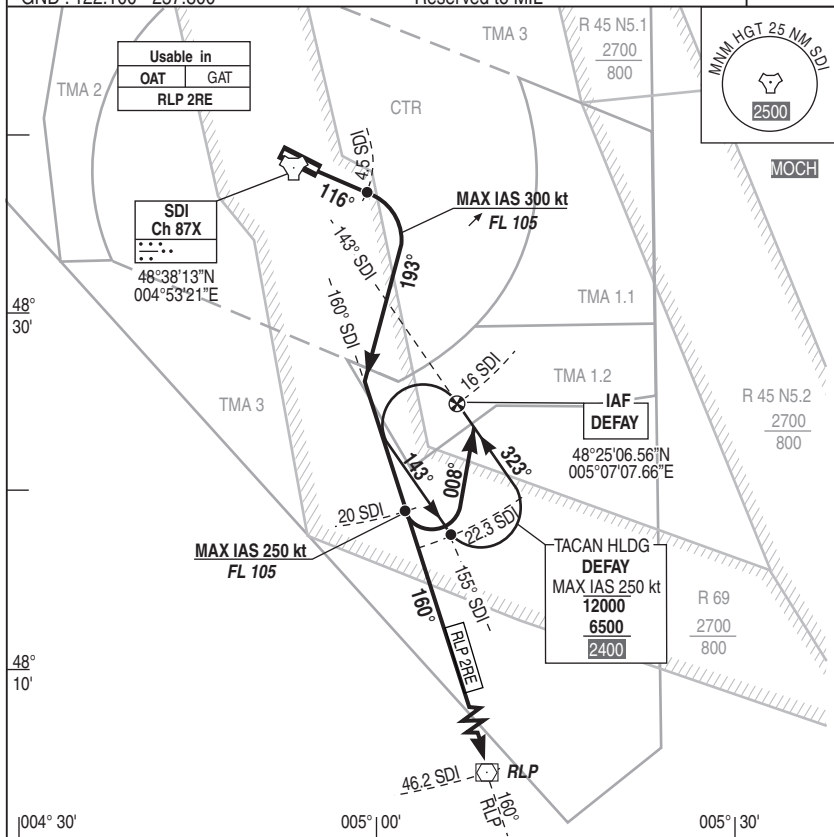 GND : 122.100 - 257.800
Reserved to MIL
Usable in
OAT GAT
RLP 2RE
TMA 2
TMA 3
R 45 N5.1
2700
800
MNM HGT 25 NM SDI
2500
MOCH
CTR
4.5 SDI
116°
SDI
Ch 87X
48°38'13"N
004°53'21"E
MAX IAS 300 kt
FL 105
143° SDI
193°
160° SDI
48°
30'
TMA 1.1
TMA 1.2
16 SDI
TMA 3
IAF
DEFAY
48°25'06.56"N
005°07'07.66"E
R 45 N5.2
2700
800
143°
008°
323°
20 SDI
22.3 SDI
MAX IAS 250 kt
FL 105
TACAN HLDG
DEFAY
MAX IAS 250 kt
12000
6500
2400
155° SDI
160°
R 69
2700
800
RLP 2RE
48°
10'
46.2 SDI
RLP
160°
RLP
004° 30'
005° 00'
005° 30'